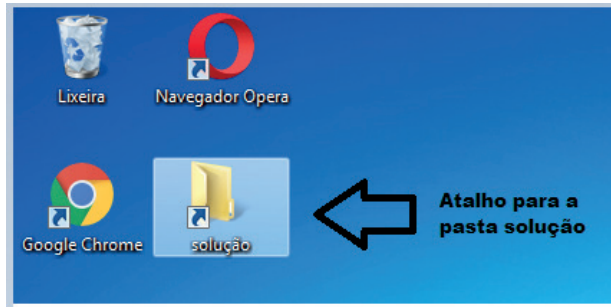 Lixeira
Navegador Opera
Google Chrome
solução
Atalho para a
pasta solução